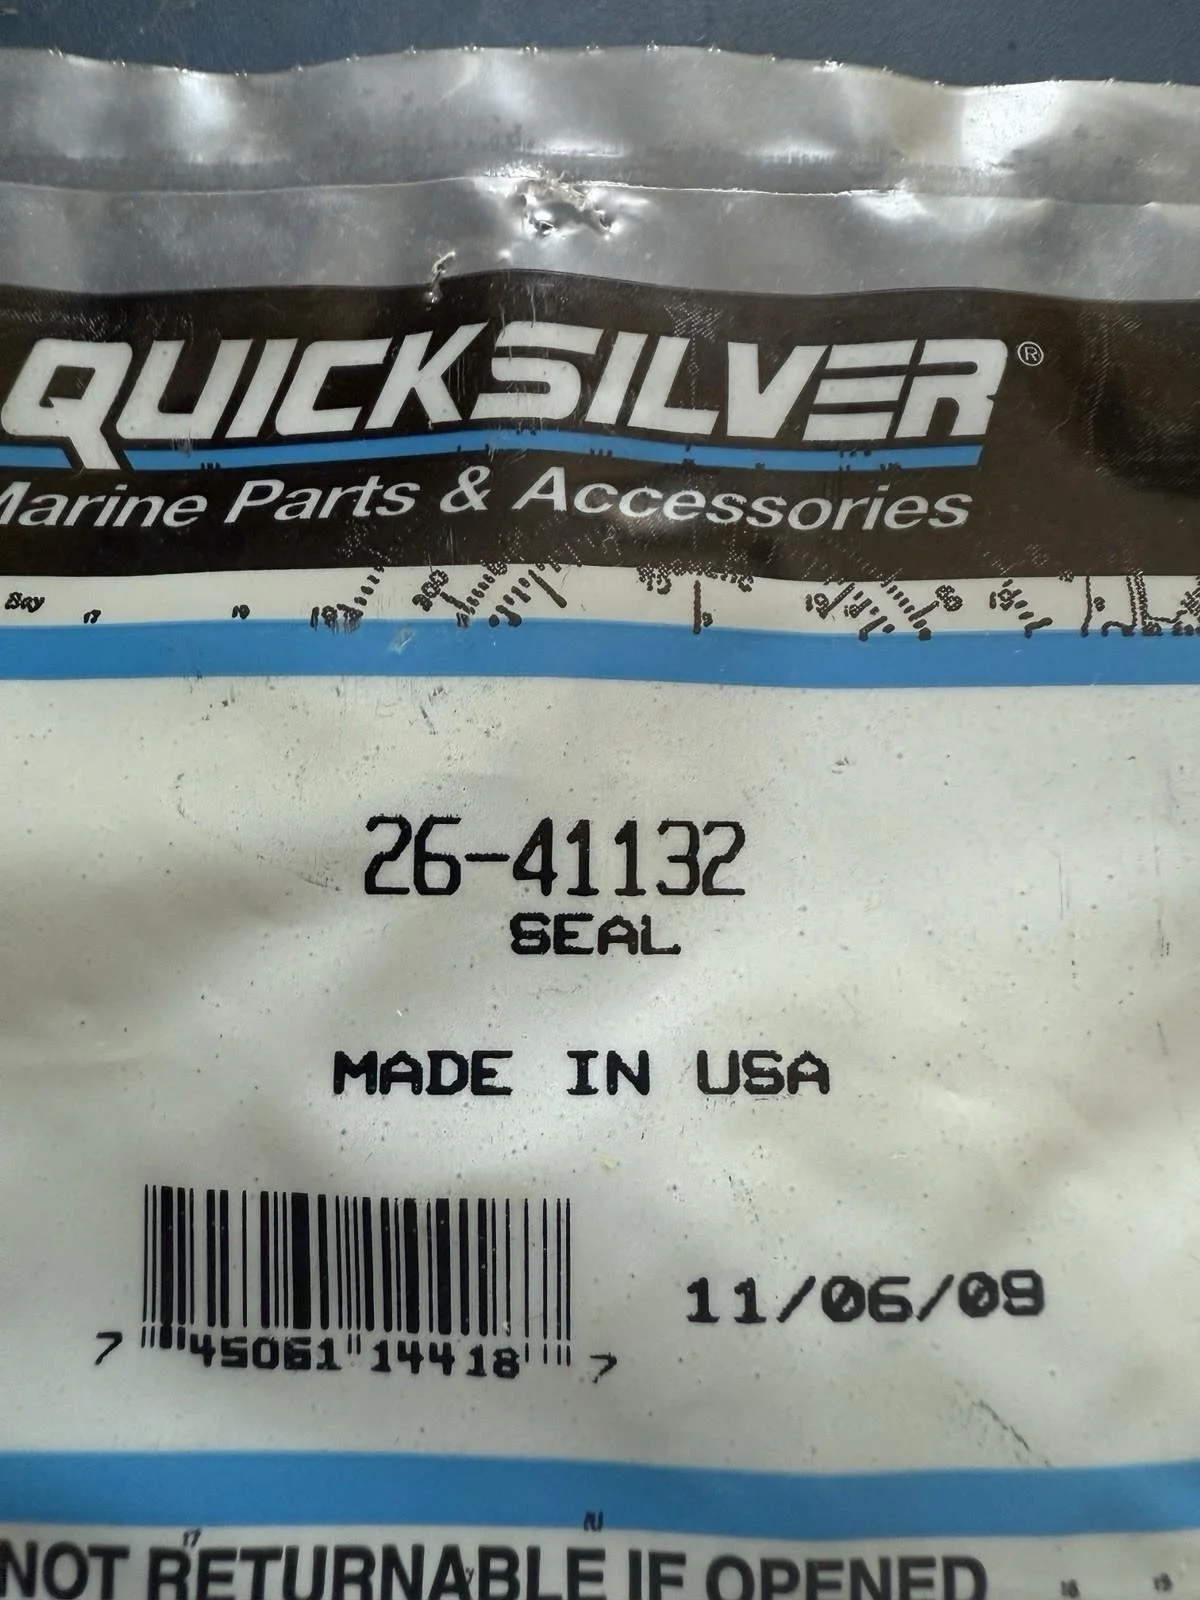 QUICKSILVER®
Marine Parts & Accessories
26-41132
SEAL
MADE IN USA
7 45061 14418 7
11/06/09
NOT RETURNABLE IF OPENED